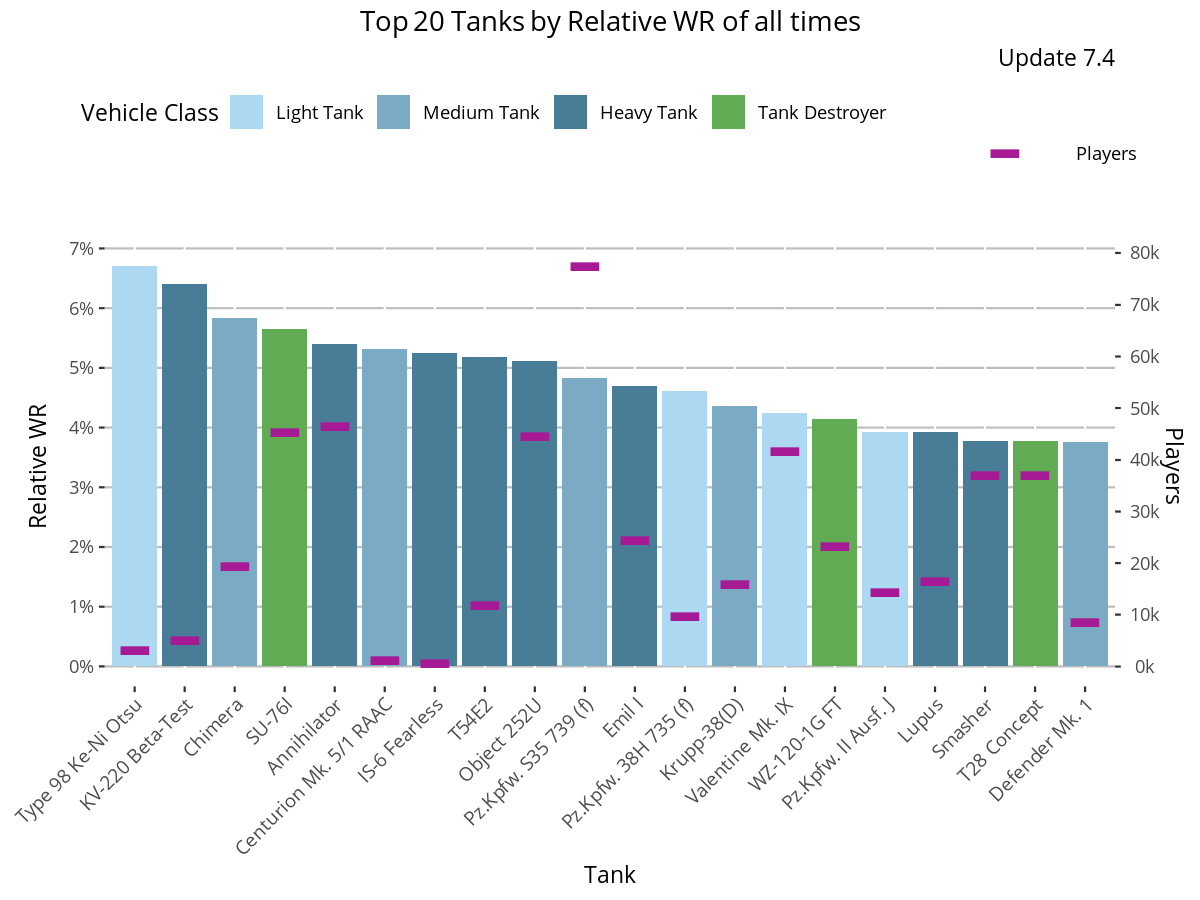 Top 20 Tanks by Relative WR of all times
Update 7.4
Vehicle Class Light Tank Medium Tank Heavy Tank Tank Destroyer
Players
7%
6%
5%
4%
3%
2%
1%
0%
Relative WR
80k
70k
60k
50k
40k
30k
20k
10k
0k
Players
Type 98 Ke-Ni Otsu
KV-220 Beta-Test
Chimera
SU-76I
Annihilator
Centurion Mk. 5/1 RAAC
IS-6 Fearless
T54E2
Object 252U
Pz.Kpfw. S35 739 (f)
Emil I
Pz.Kpfw. 38H 735 (f)
Krupp-38(D)
Valentine Mk. IX
WZ-120-1G FT
Pz.Kpfw. II Ausf. J
Lupus
Smasher
T28 Concept
Defender Mk. 1
Tank